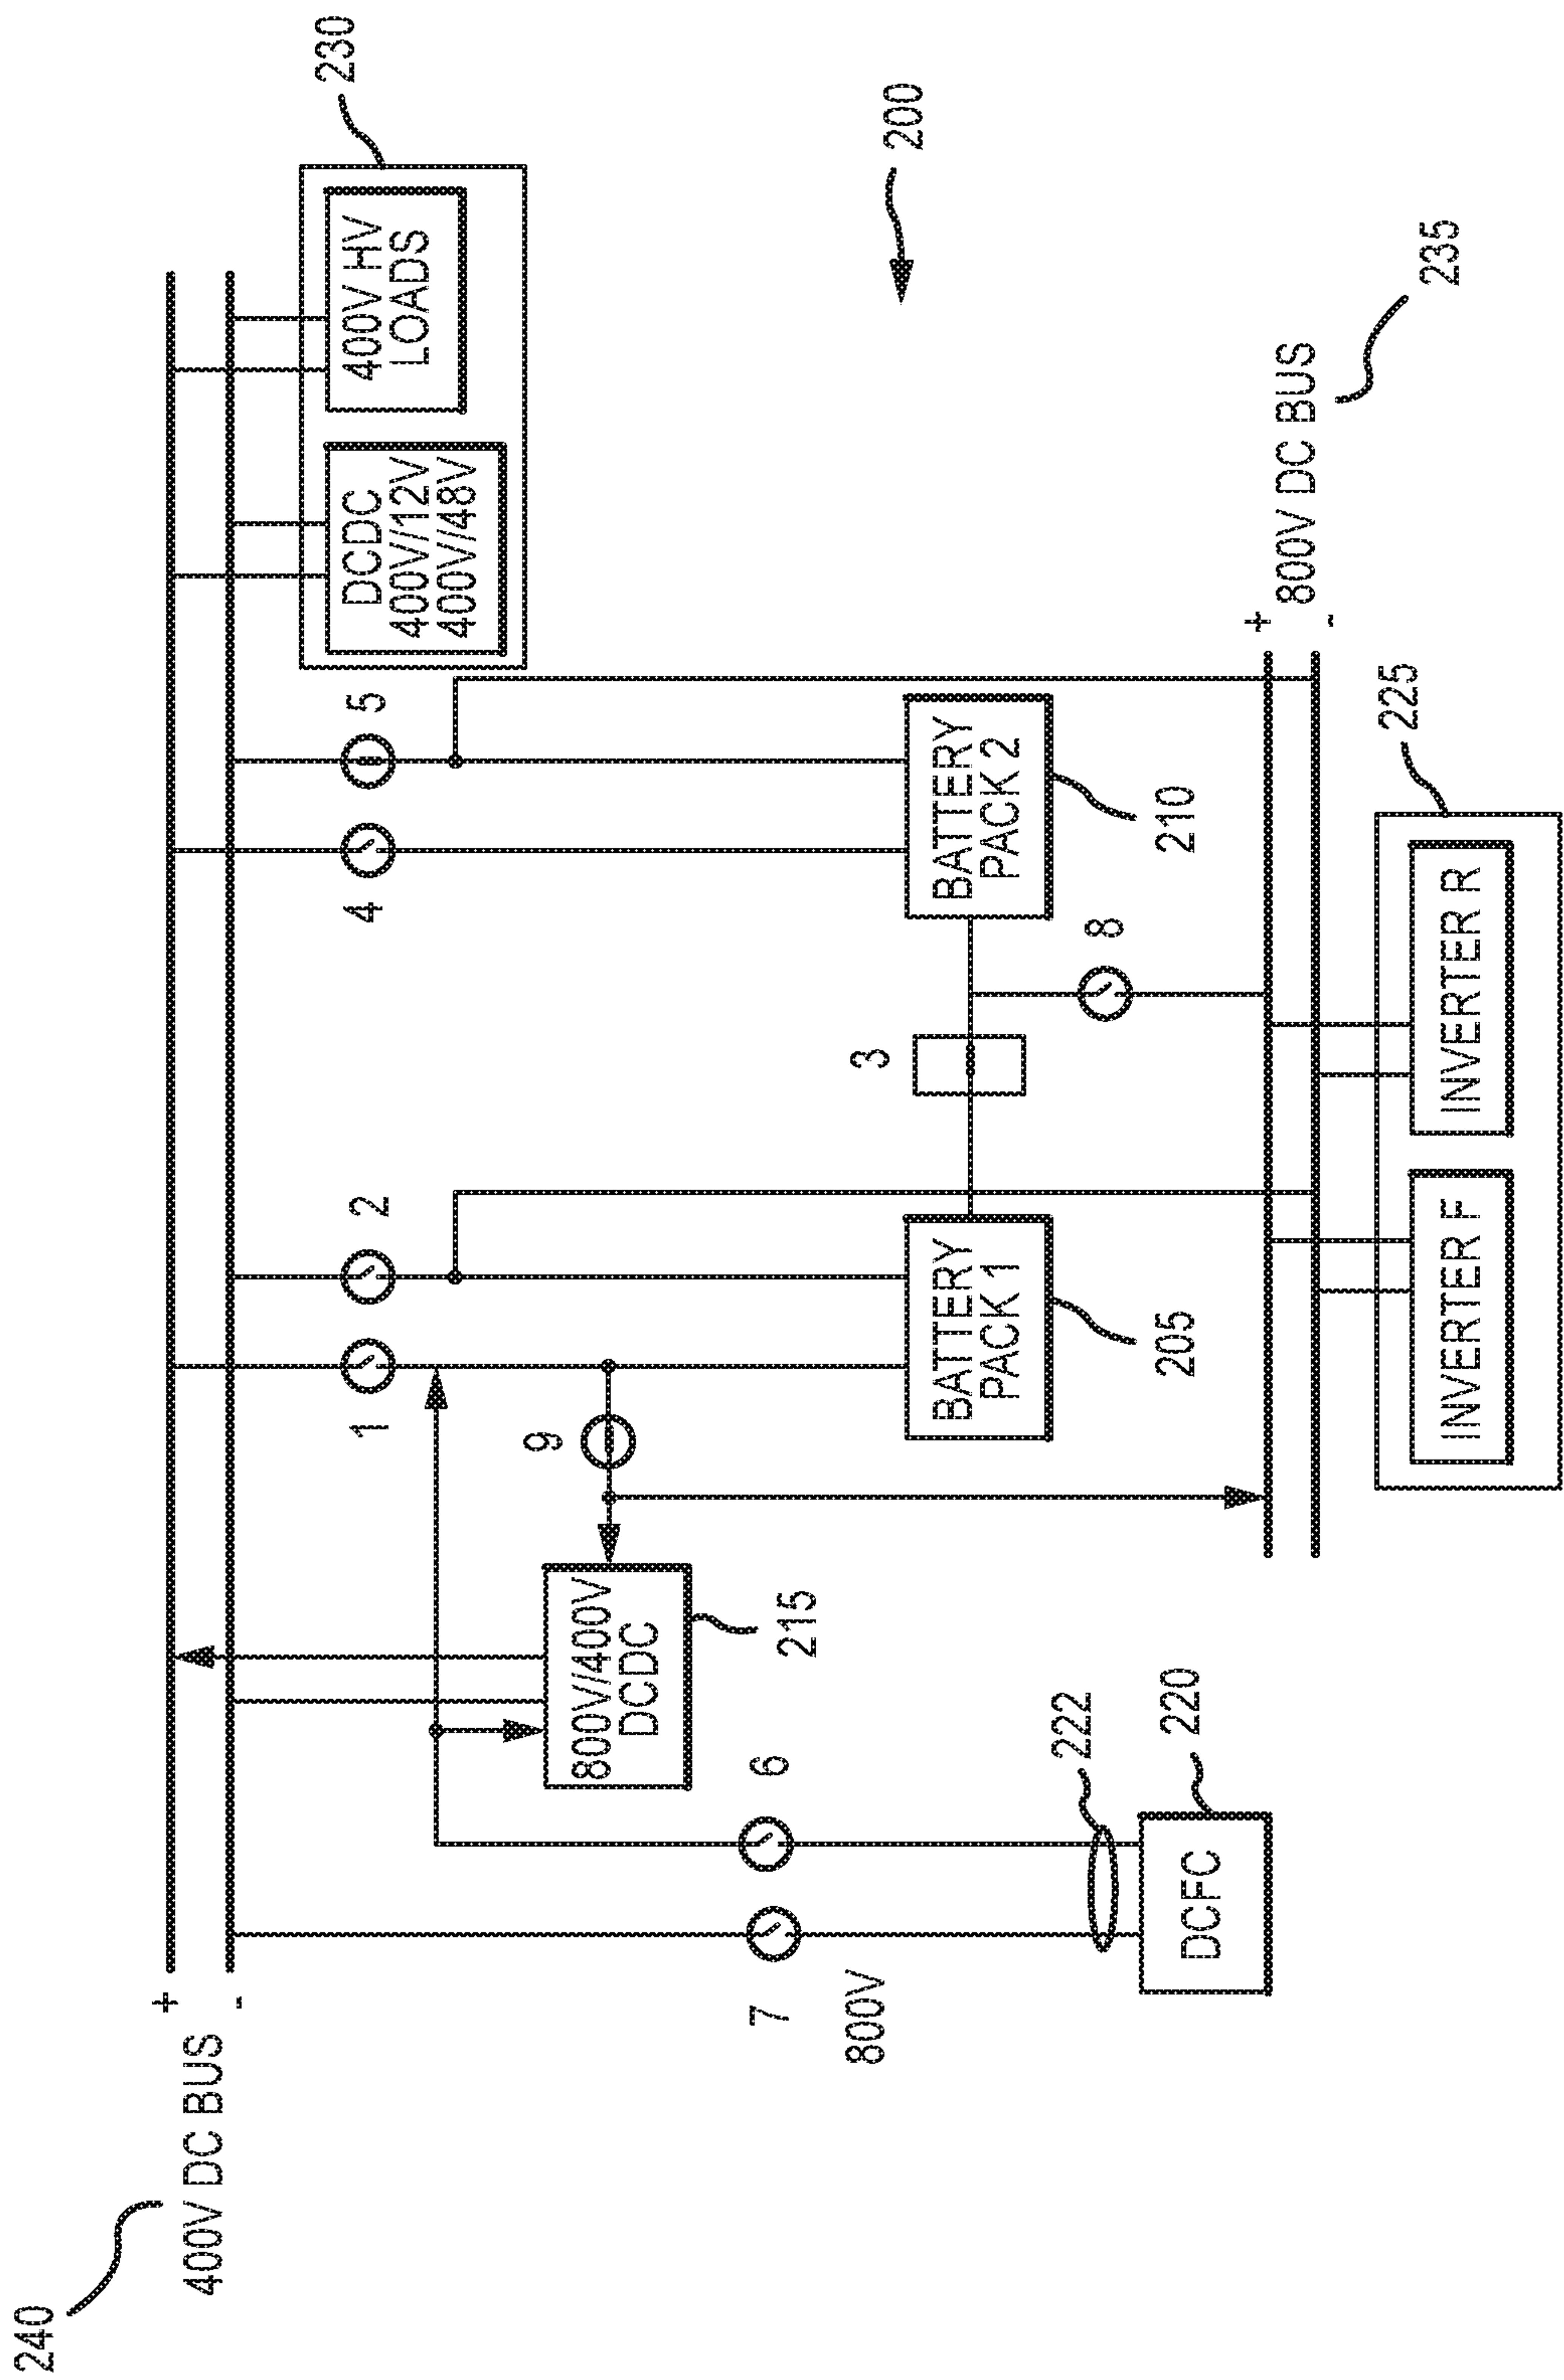 240
400V DC BUS
+
-
230
DCDC
400V/12V
400V/48V
400V HV
LOADS
1
2
4
5
9
800V/400V
DCDC
215
200
7
6
800V
222
DCFC
220
BATTERY
PACK 1
205
3
BATTERY
PACK 2
210
8
+
-
800V DC BUS
235
225
INVERTER F
INVERTER R